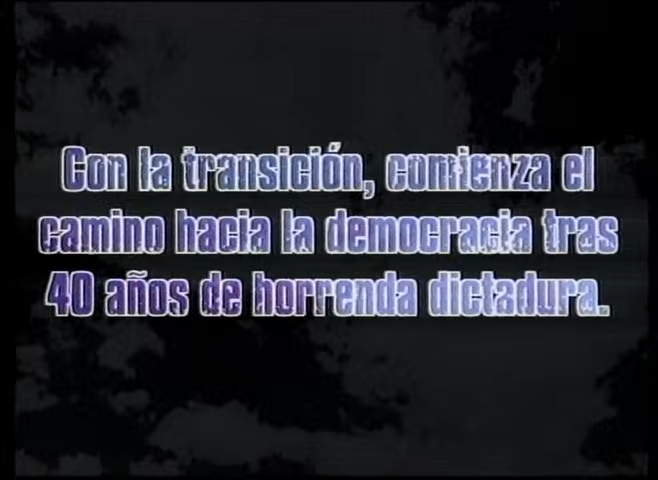 Con la transición, comienza el
camino hacia la democracia tras
40 años de horrenda dictadura.